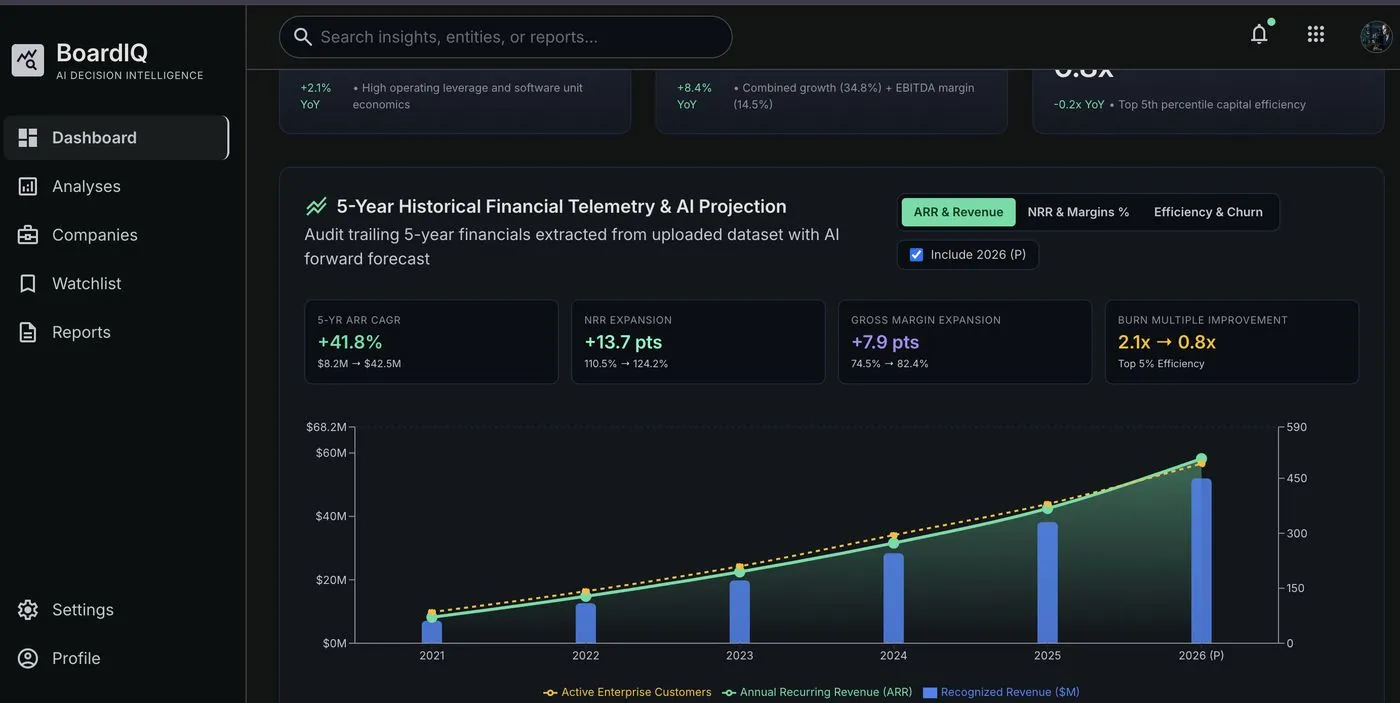 BoardIQ
AI DECISION INTELLIGENCE
Search insights, entities, or reports...
Dashboard
Analyses
Companies
Watchlist
Reports
Settings
Profile
+2.1%
YoY
• High operating leverage and software unit
economics
+8.4%
YoY
• Combined growth (34.8%) + EBITDA margin
(14.5%)
0.8x
-0.2x YoY • Top 5th percentile capital efficiency
5-Year Historical Financial Telemetry & AI Projection
Audit trailing 5-year financials extracted from uploaded dataset with AI
forward forecast
ARR & Revenue
NRR & Margins %
Efficiency & Churn
Include 2026 (P)
5-YR ARR CAGR
+41.8%
$8.2M → $42.5M
NRR EXPANSION
+13.7 pts
110.5% → 124.2%
GROSS MARGIN EXPANSION
+7.9 pts
74.5% → 82.4%
BURN MULTIPLE IMPROVEMENT
2.1x → 0.8x
Top 5% Efficiency
$68.2M
$60M
$40M
$20M
$0M
590
450
300
150
0
2021
2022
2023
2024
2025
2026 (P)
Active Enterprise Customers
Annual Recurring Revenue (ARR)
Recognized Revenue ($M)